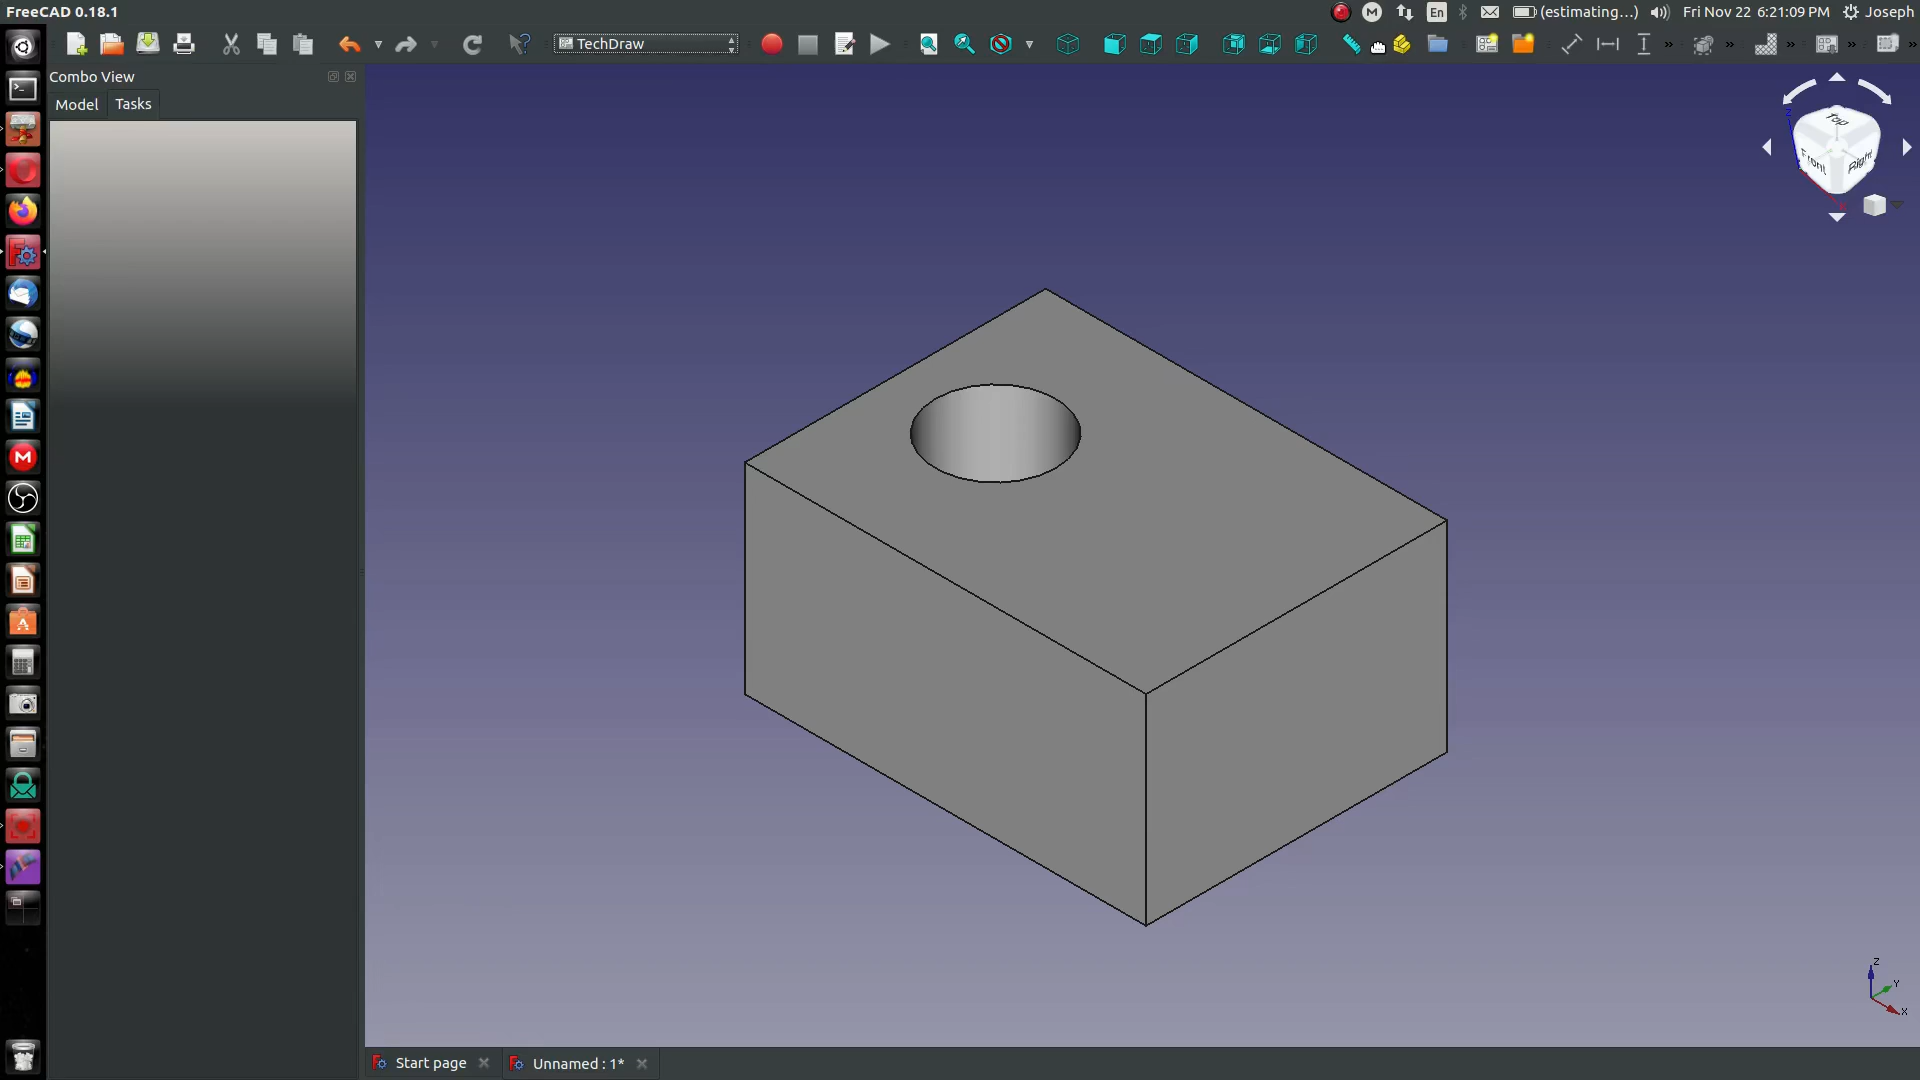 FreeCAD 0.18.1
En
(estimating...)
Fri Nov 22 6:21:09 PM
Joseph
TechDraw
Combo View
Model
Tasks
Top
Front
Right
Z
Y
X
Start page
Unnamed : 1*